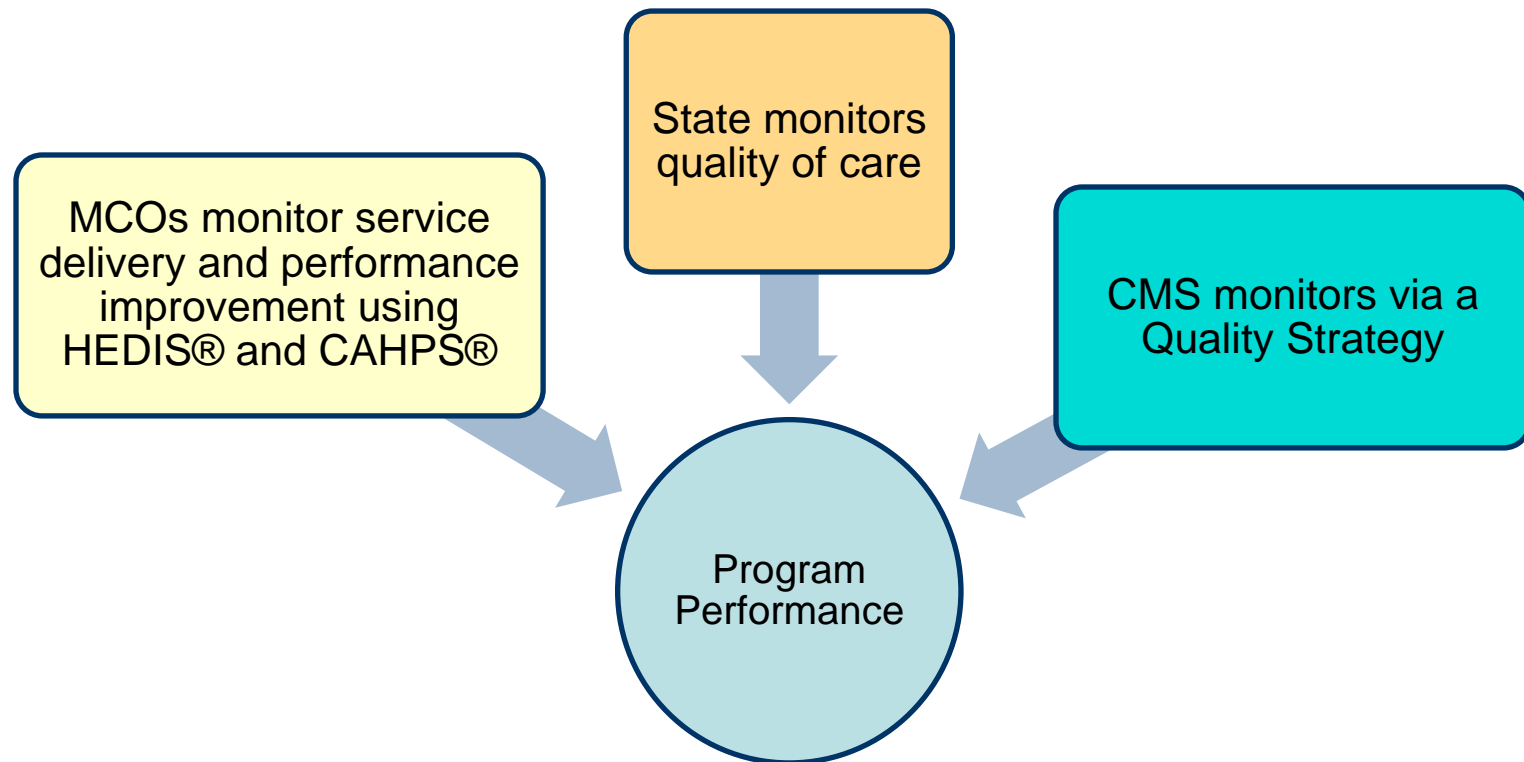 State monitors
quality of care
MCOs monitor service
delivery and performance
improvement using
HEDIS® and CAHPS®
CMS monitors via a
Quality Strategy
Program
Performance